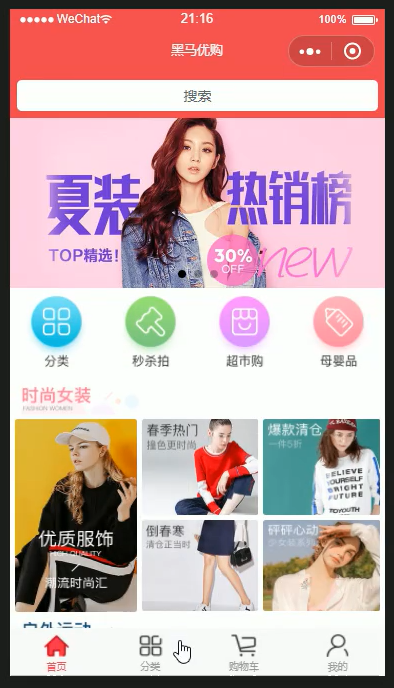 WeChat
21:16
100%
黑马优购
搜索
夏装
热销榜
TOP精选!
30%
OFF
new
分类
秒杀拍
超市购
母婴品
时尚女装
FASHION WOMEN
优质服饰
潮流时尚汇
春季热门
撞色更时尚
爆款清仓
一件5折
BELIEVE
YOURSELF
BRIGHT
FUTURE
倒春寒
清仓正当时
砰砰心动
户外运动
首页
分类
购物车
我的